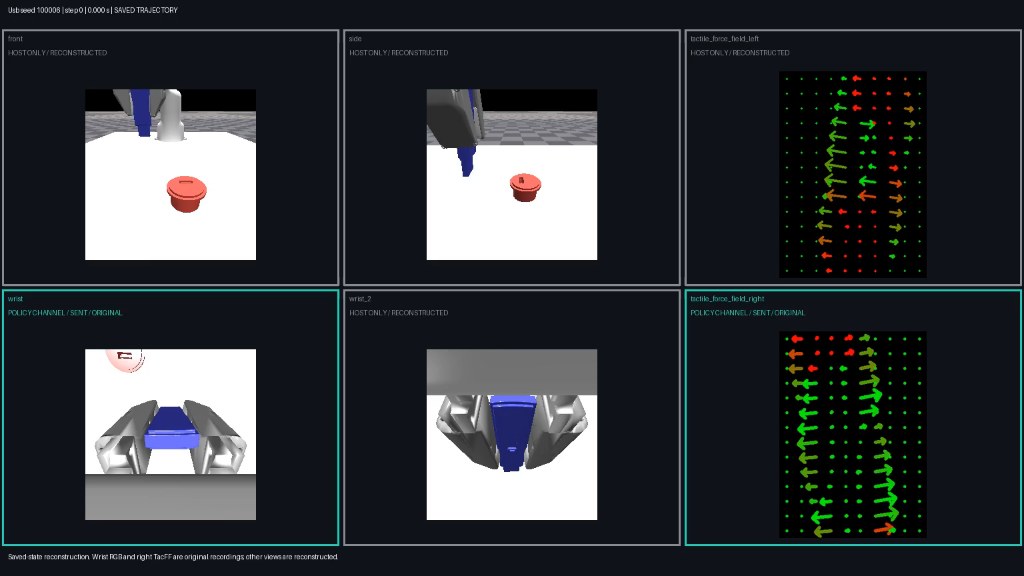 Usb seed 100006 | step 0 | 0.000 s | SAVED TRAJECTORY
front
HOST ONLY / RECONSTRUCTED
side
HOST ONLY / RECONSTRUCTED
tactile_force_field_left
HOST ONLY / RECONSTRUCTED
wrist
POLICY CHANNEL / SENT / ORIGINAL
wrist_2
HOST ONLY / RECONSTRUCTED
tactile_force_field_right
POLICY CHANNEL / SENT / ORIGINAL
Saved-state reconstruction. Wrist RGB and right TacFF are original recordings; other views are reconstructed.